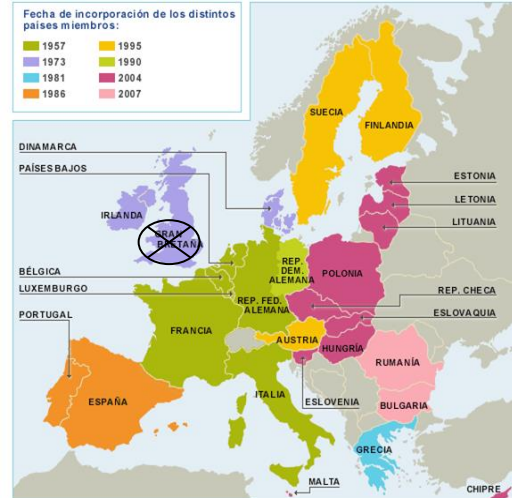 Fecha de incorporación de los distintos
países miembros:
1957
1995
1973
1990
1981
2004
1986
2007
SUECIA
FINLANDIA
DINAMARCA
PAÍSES BAJOS
ESTONIA
LETONIA
LITUANIA
IRLANDA
GRAN
BRETAÑA
REP.
DEM.
ALEMANA
POLONIA
BÉLGICA
LUXEMBURGO
REP. FED.
ALEMANA
REP. CHECA
ESLOVAQUIA
PORTUGAL
FRANCIA
AUSTRIA
HUNGRÍA
RUMANÍA
ESPAÑA
ITALIA
ESLOVENIA
BULGARIA
GRECIA
MALTA
CHIPRE